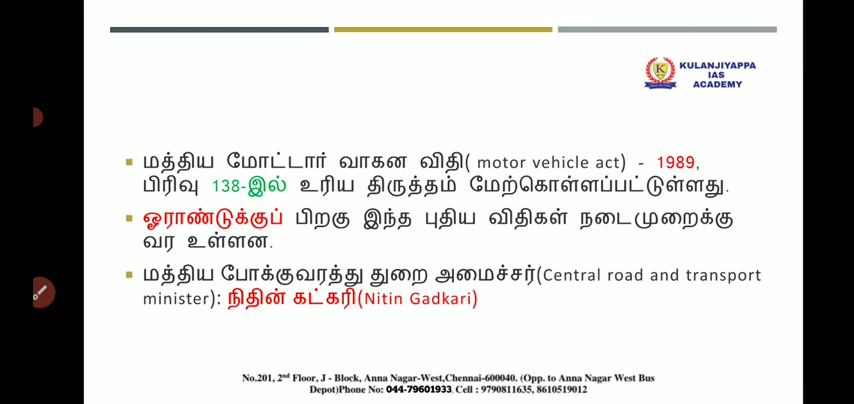 KULANJIYAPPA
IAS
ACADEMY
மத்திய மோட்டார் வாகன விதி( motor vehicle act) - 1989,
பிரிவு 138-இல் உரிய திருத்தம் மேற்கொள்ளப்பட்டுள்ளது.
ஓராண்டுக்குப் பிறகு இந்த புதிய விதிகள் நடைமுறைக்கு
வர உள்ளன.
மத்திய போக்குவரத்து துறை அமைச்சர்(Central road and transport
minister): நிதின் கட்கரி(Nitin Gadkari)
No.201, 2nd Floor, J - Block, Anna Nagar-West,Chennai-600040. (Opp. to Anna Nagar West Bus
Depot)Phone No: 044-79601933, Cell : 9790811635, 8610519012